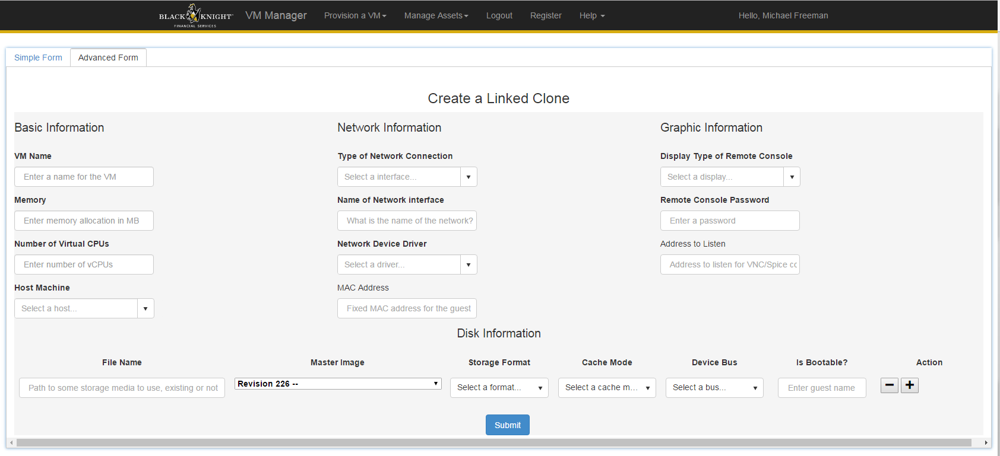 BLACK KNIGHT
FINANCIAL SERVICES
VM Manager
Provision a VM
Manage Assets
Logout
Register
Help
Hello, Michael Freeman
Simple Form
Advanced Form
Create a Linked Clone
Basic Information
VM Name
Enter a name for the VM
Memory
Enter memory allocation in MB
Number of Virtual CPUs
Enter number of vCPUs
Host Machine
Select a host...
Network Information
Type of Network Connection
Select a interface...
Name of Network interface
What is the name of the network?
Network Device Driver
Select a driver...
MAC Address
Fixed MAC address for the guest
Graphic Information
Display Type of Remote Console
Select a display...
Remote Console Password
Enter a password
Address to Listen
Address to listen for VNC/Spice cc
Disk Information
File Name
Master Image
Storage Format
Cache Mode
Device Bus
Is Bootable?
Action
Path to some storage media to use, existing or not
Revision 226 --
Select a format...
Select a cache m...
Select a bus...
Enter guest name
Submit